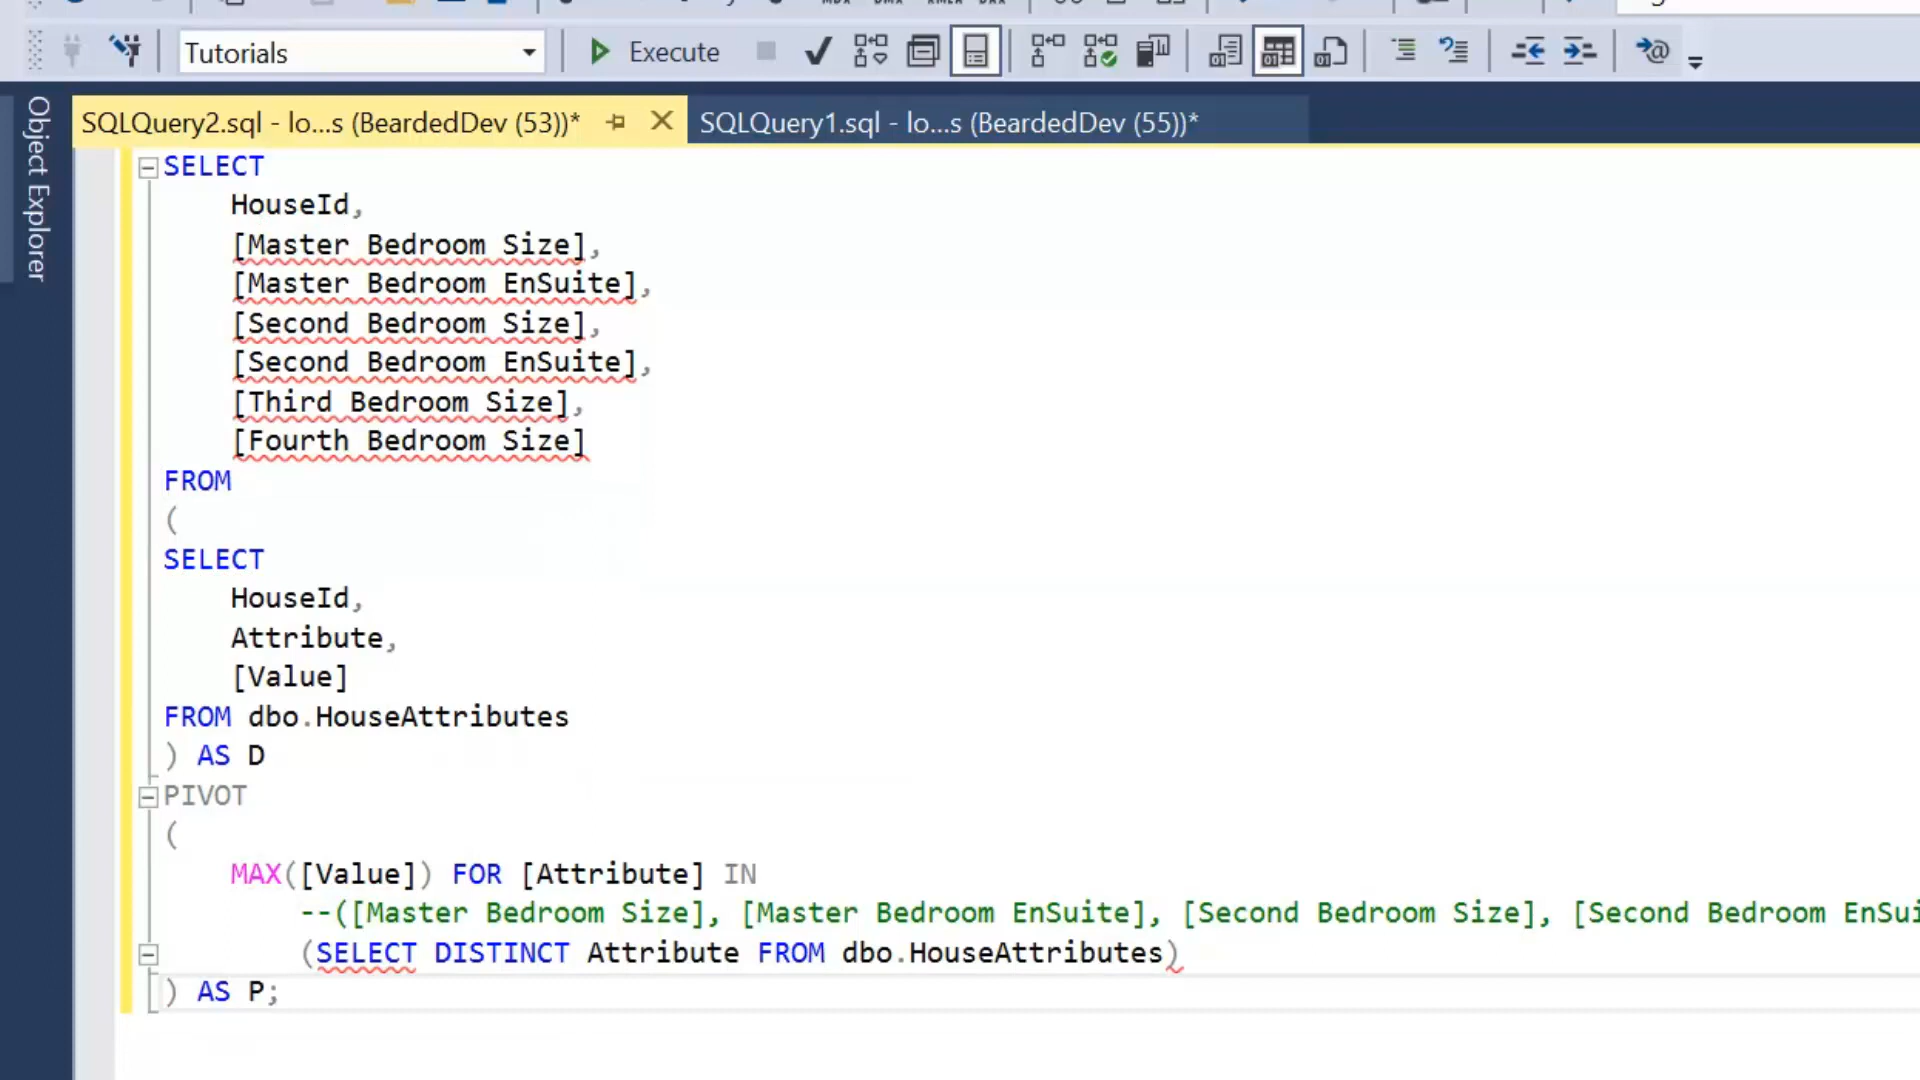 Tutorials
Execute
Object Explorer
SQLQuery2.sql - lo...s (BeardedDev (53))*
SQLQuery1.sql - lo...s (BeardedDev (55))*
SELECT
HouseId,
[Master Bedroom Size],
[Master Bedroom EnSuite],
[Second Bedroom Size],
[Second Bedroom EnSuite],
[Third Bedroom Size],
[Fourth Bedroom Size]
FROM
(
SELECT
HouseId,
Attribute,
[Value]
FROM dbo.HouseAttributes
) AS D
PIVOT
(
MAX([Value]) FOR [Attribute] IN
--([Master Bedroom Size], [Master Bedroom EnSuite], [Second Bedroom Size], [Second Bedroom EnSui
(SELECT DISTINCT Attribute FROM dbo.HouseAttributes)
) AS P;